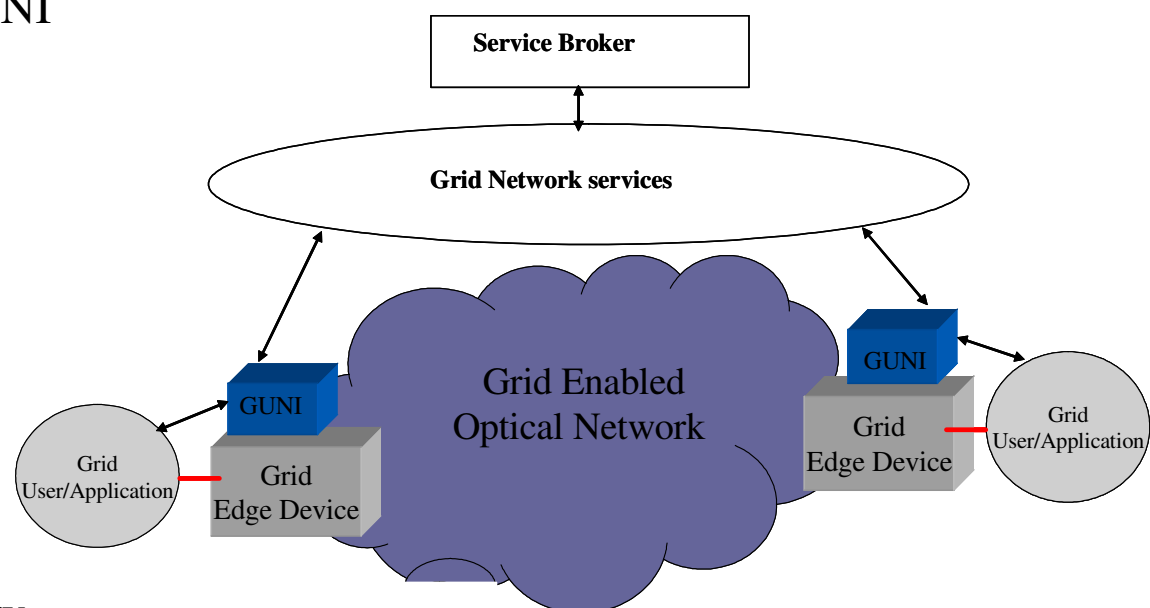 NI
Service Broker
Grid Network services
GUNI
Grid Enabled
Optical Network
GUNI
Grid
User/Application
Grid
Edge Device
Grid
Edge Device
Grid
User/Application